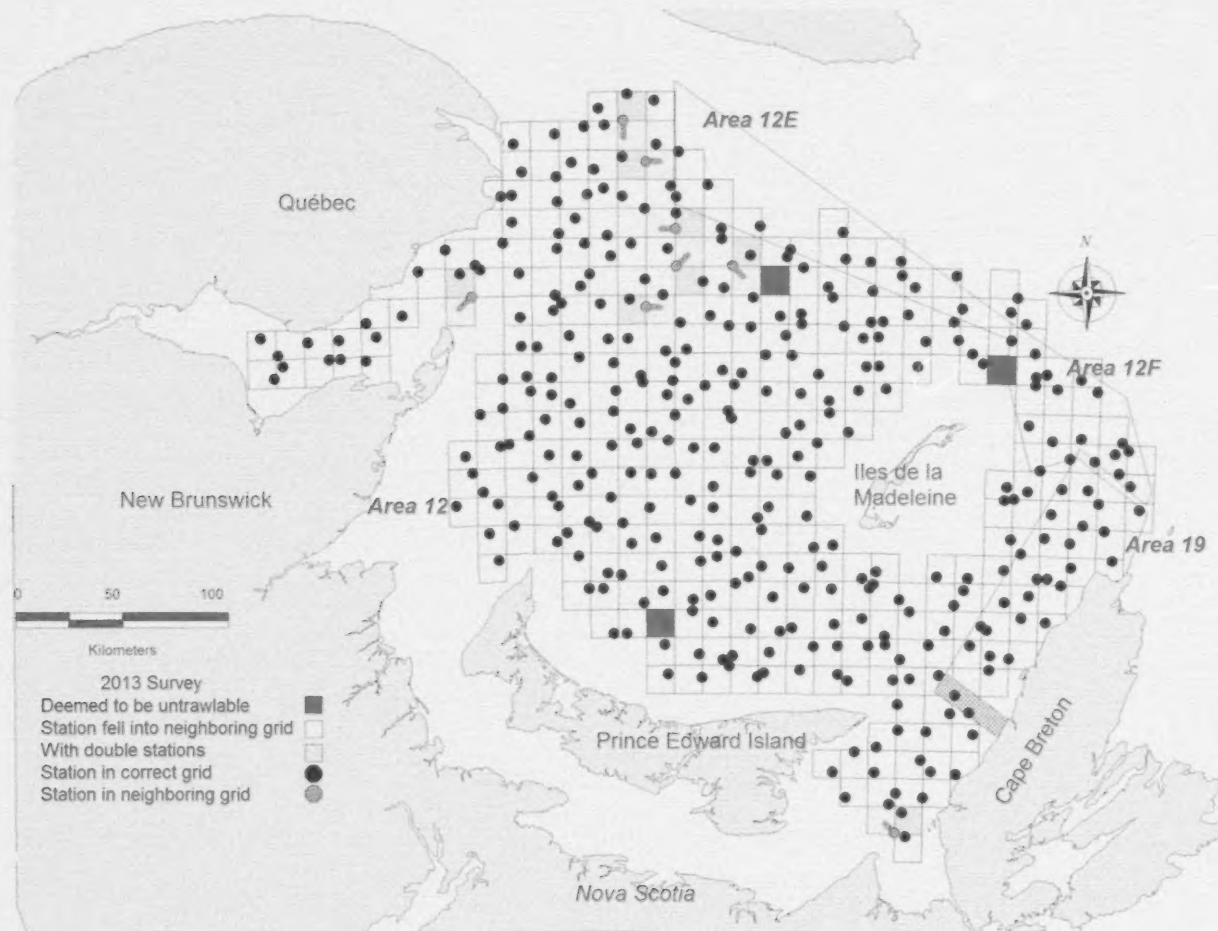 Area 12E
Québec
N
Area 12F
Iles de la
Madeleine
New Brunswick
Area 12
Area 19
0 50 100
Kilometers
2013 Survey
Deemed to be untrawlable
Station fell into neighboring grid
With double stations
Station in correct grid
Station in neighboring grid
Prince Edward Island
Cape Breton
Nova Scotia